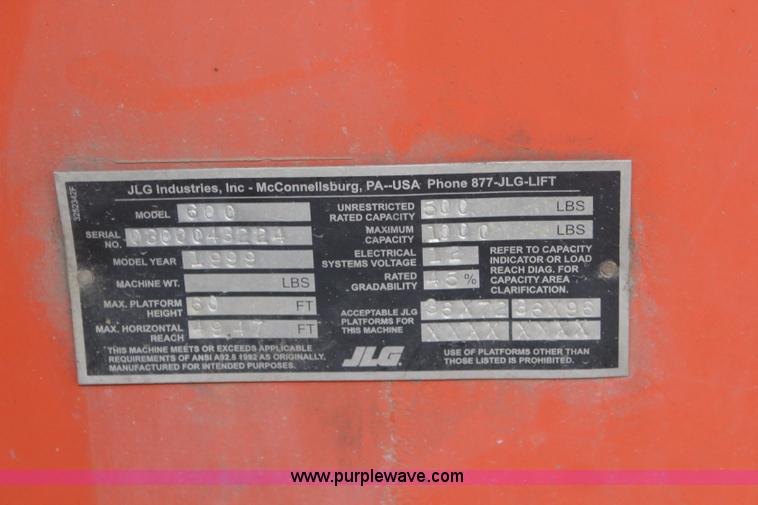 JLG Industries, Inc - McConnellsburg, PA--USA Phone 877-JLG-LIFT
3252342F
MODEL 600
SERIAL NO. 0300043224
MODEL YEAR 1999
MACHINE WT. LBS
MAX. PLATFORM HEIGHT 60 FT
MAX. HORIZONTAL REACH FT
THIS MACHINE MEETS OR EXCEEDS APPLICABLE
REQUIREMENTS OF ANSI A92.5 1992 AS ORIGINALLY
MANUFACTURED FOR INTENDED PURPOSES.
UNRESTRICTED RATED CAPACITY 500 LBS
MAXIMUM CAPACITY 1000 LBS
ELECTRICAL SYSTEMS VOLTAGE 12
RATED GRADABILITY 45 %
REFER TO CAPACITY
INDICATOR OR LOAD
REACH DIAG. FOR
CAPACITY AREA
CLARIFICATION.
ACCEPTABLE JLG PLATFORMS FOR THIS MACHINE
36X72 36X96
XXXX XXXX
JLG
USE OF PLATFORMS OTHER THAN
THOSE LISTED IS PROHIBITED.
www.purplewave.com